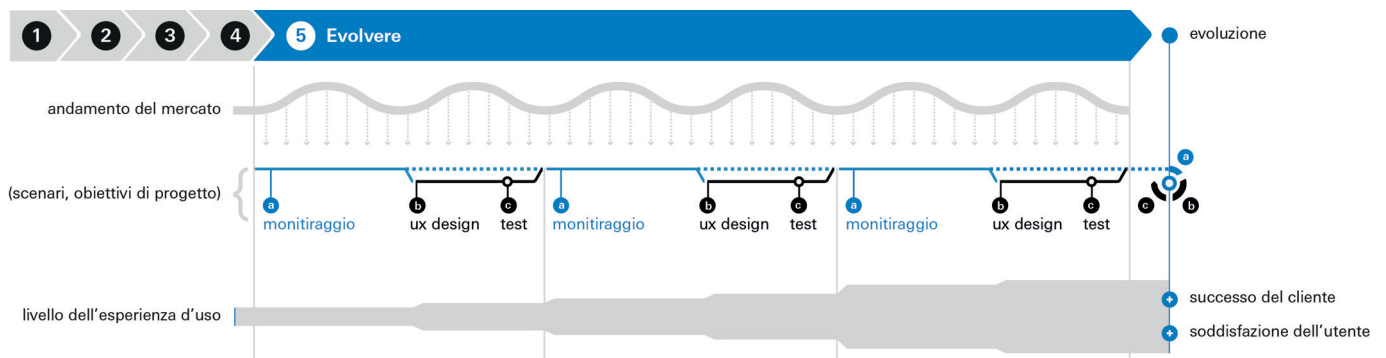 1 2 3 4 5 Evolvere evoluzione
andamento del mercato
a
(scenari, obiettivi di progetto)
a b c a b c a b c c b
monitiraggio ux design test monitiraggio ux design test monitiraggio ux design test
successo del cliente
livello dell'esperienza d'uso
soddisfazione dell'utente